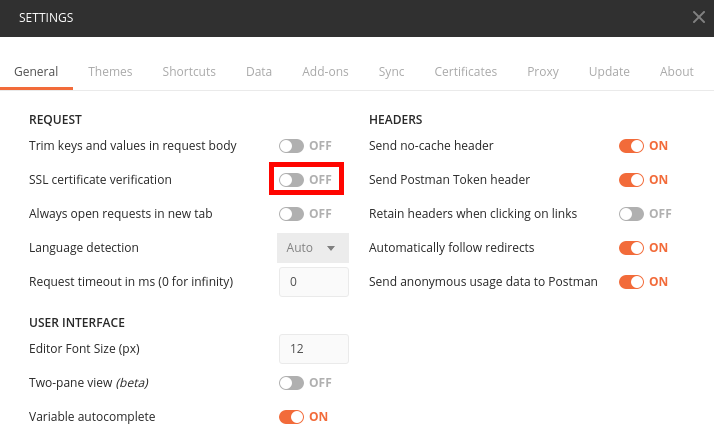 SETTINGS
General Themes Shortcuts Data Add-ons Sync Certificates Proxy Update About
REQUEST
Trim keys and values in request body OFF
SSL certificate verification OFF
Always open requests in new tab OFF
Language detection Auto
Request timeout in ms (0 for infinity) 0
USER INTERFACE
Editor Font Size (px) 12
Two-pane view (beta) OFF
Variable autocomplete ON
HEADERS
Send no-cache header ON
Send Postman Token header ON
Retain headers when clicking on links OFF
Automatically follow redirects ON
Send anonymous usage data to Postman ON